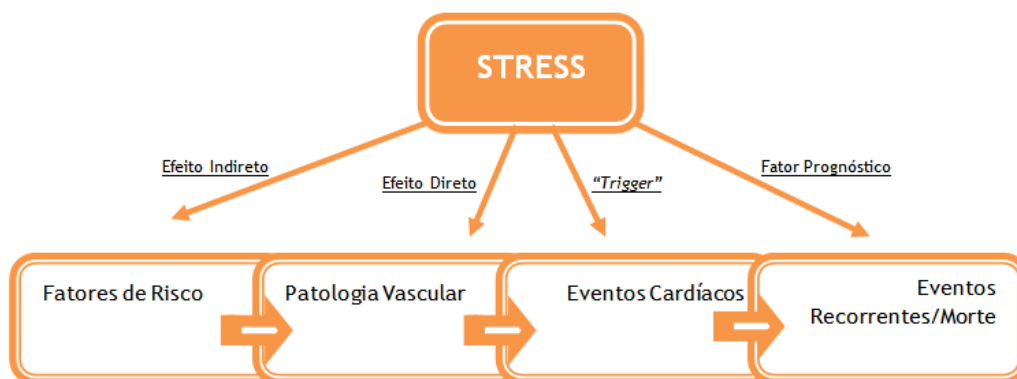 STRESS
Efeito Indireto
Efeito Direto
“Trigger”
Fator Prognóstico
Fatores de Risco
Patologia Vascular
Eventos Cardíacos
Eventos
Recorrentes/Morte